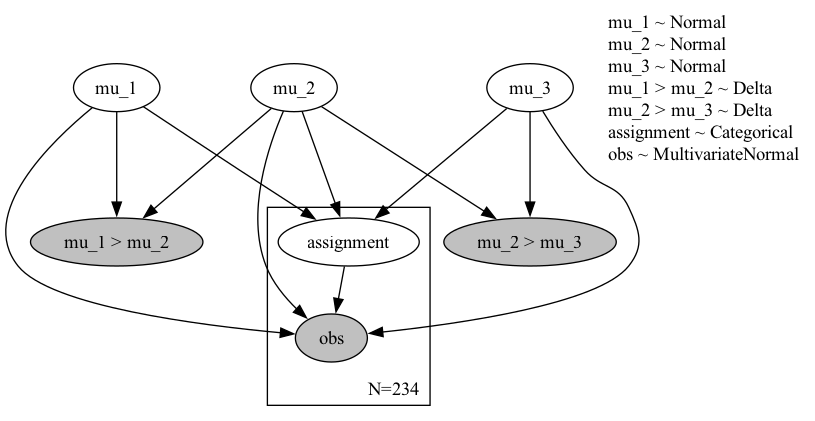 mu_1 ~ Normal
mu_2 ~ Normal
mu_3 ~ Normal
mu_1 > mu_2 ~ Delta
mu_2 > mu_3 ~ Delta
assignment ~ Categorical
obs ~ MultivariateNormal
mu_1
mu_2
mu_3
mu_1 > mu_2
assignment
mu_2 > mu_3
obs
N=234